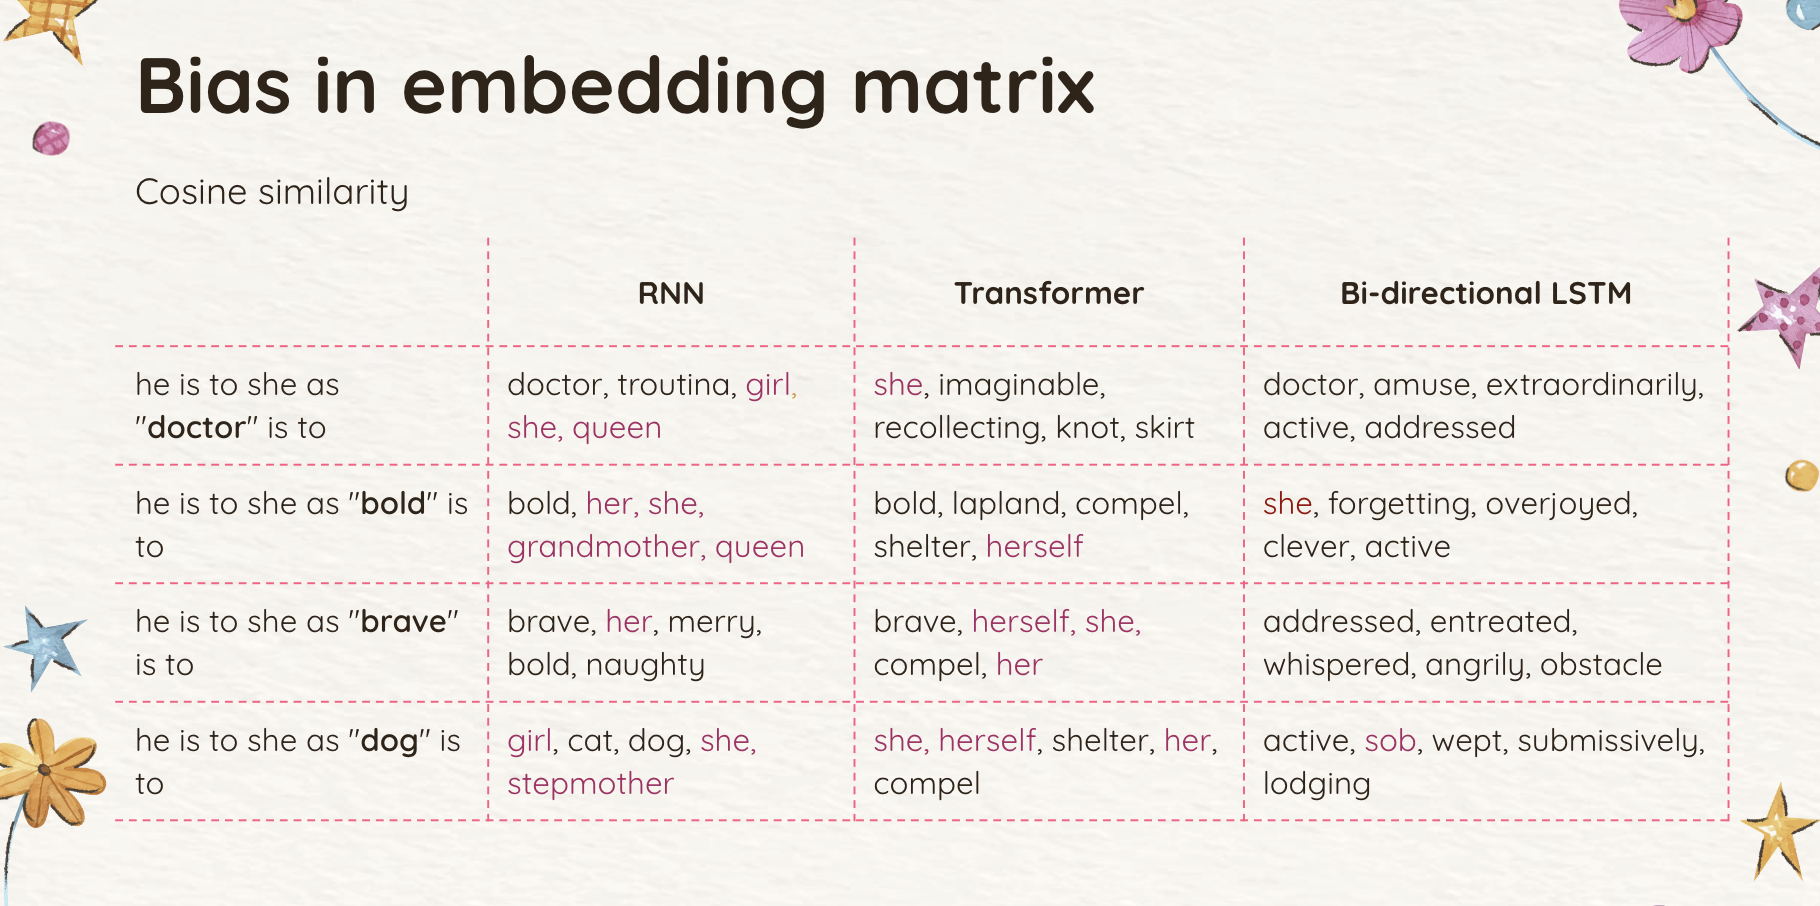 Bias in embedding matrix
Cosine similarity
RNN
Transformer
Bi-directional LSTM
he is to she as
"doctor" is to
doctor, troutina, girl,
she, queen
she, imaginable,
recollecting, knot, skirt
doctor, amuse, extraordinarily,
active, addressed
he is to she as "bold" is
to
bold, her, she,
grandmother, queen
bold, lapland, compel,
shelter, herself
she, forgetting, overjoyed,
clever, active
he is to she as "brave"
is to
brave, her, merry,
bold, naughty
brave, herself, she,
compel, her
addressed, entreated,
whispered, angrily, obstacle
he is to she as "dog" is
to
girl, cat, dog, she,
stepmother
she, herself, shelter, her,
compel
active, sob, wept, submissively,
lodging